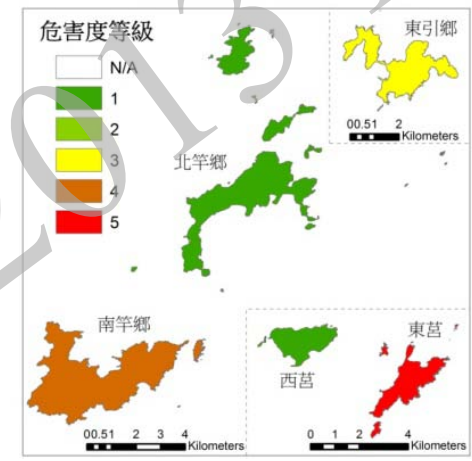 危害度等級
N/A
1
2
3
4
5
東引鄉
00.51 2
Kilometers
北竿鄉
南竿鄉
00.51 2 3 4
Kilometers
西莒
東莒
0 1 2 4
Kilometers
2013